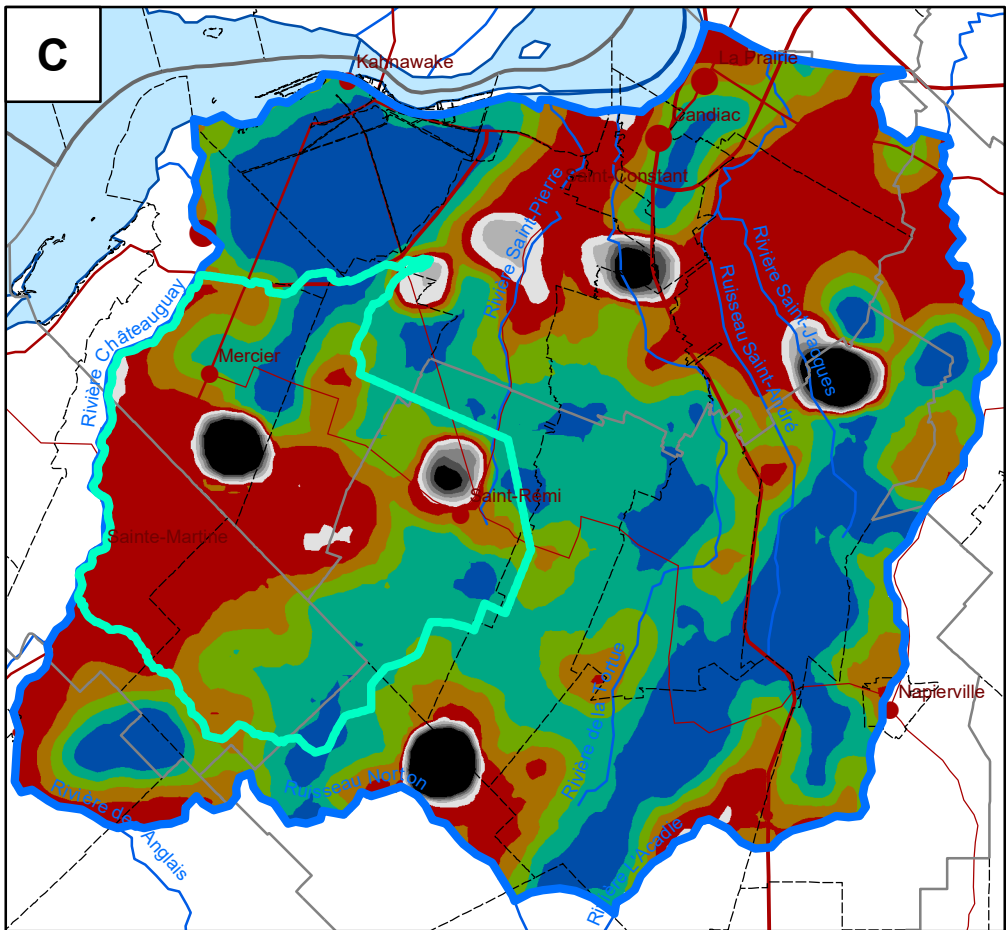 C
Kahnawake
La Prairie
Candiac
Saint-Constant
Rivière Saint-Pierre
Rivière Saint-Jacques
Ruisseau Saint-André
Rivière Châteauguay
Mercier
Saint-Rémi
Sainte-Martine
Rivière de la Tortue
Napierville
Ruisseau Norton
Rivière des Anglais
Rivière L'Acadie